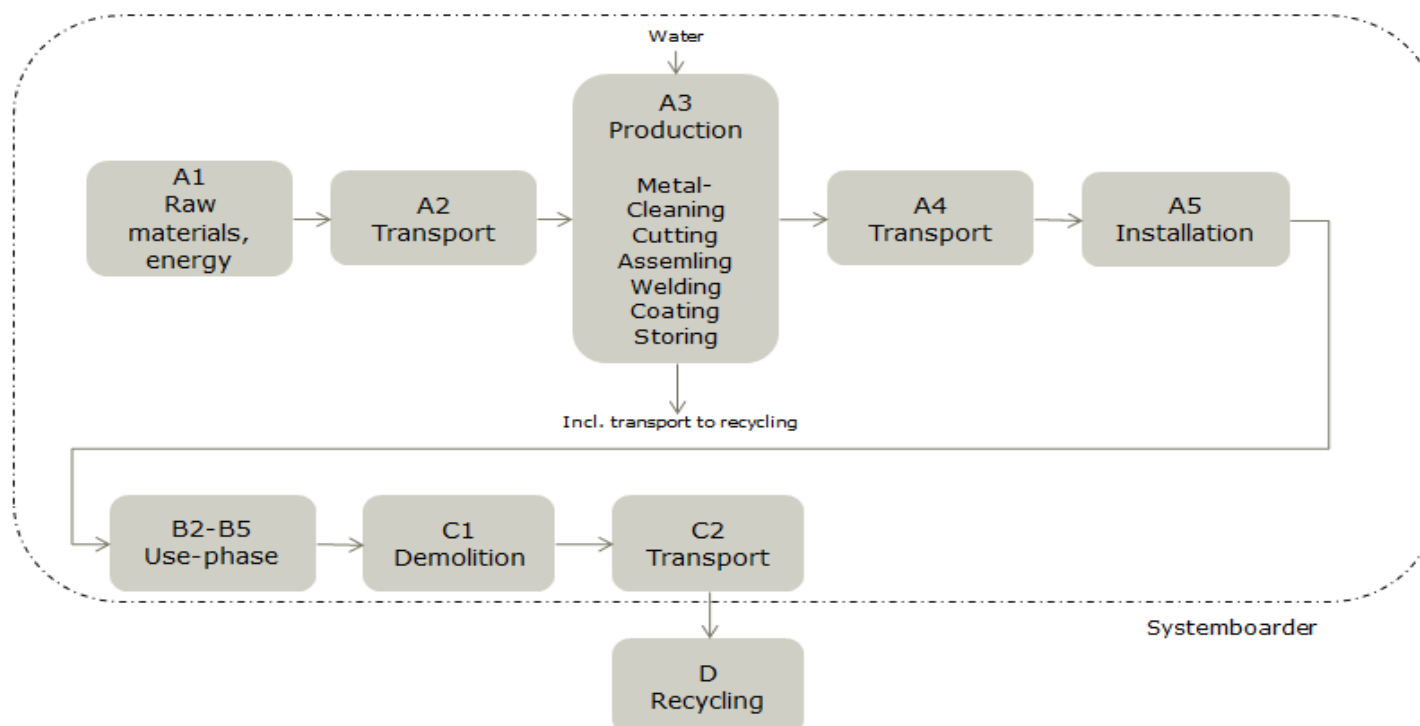 Water
A3
Production
Metal-
Cleaning
Cutting
Assemling
Welding
Coating
Storing
A1
Raw
materials,
energy
A2
Transport
A4
Transport
A5
Installation
Incl. transport to recycling
B2-B5
Use-phase
C1
Demolition
C2
Transport
Systemboarder
D
Recycling